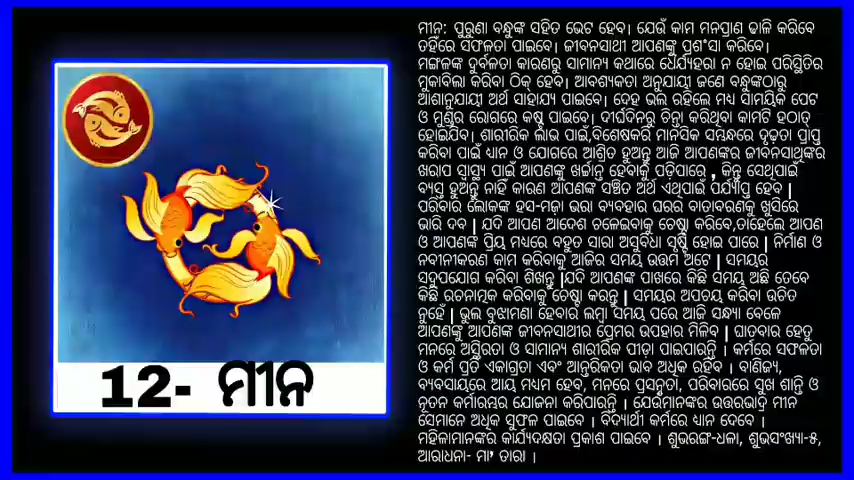 ମୀନ: ପୁରୁଣା ବନ୍ଧୁଙ୍କ ସହିତ ଭେଟ ହେବ। ଯେଉଁ କାମ ମନପ୍ରାଣ ଢାଳି କରିବେ
ତହିଁରେ ସଫଳତା ପାଇବେ। ଜୀବନସାଥୀ ଆପଣଙ୍କୁ ପ୍ରଶଂସା କରିବେ।
ମଙ୍ଗଳଙ୍କ ଦୁର୍ବଳତା କାରଣରୁ ସାମାନ୍ୟ କଥାରେ ଧୈର୍ଯ୍ୟହରା ନ ହୋଇ ପରିସ୍ଥିତିର
ମୁକାବିଲା କରିବା ଠିକ୍ ହେବ। ଆବଶ୍ୟକତା ଅନୁଯାୟୀ ଜଣେ ବନ୍ଧୁଙ୍କଠାରୁ
ଆଶାନୁଯାୟୀ ଅର୍ଥ ସାହାଯ୍ୟ ପାଇବେ। ଦେହ ଭଲ ରହିଲେ ମଧ୍ୟ ସାମୟିକ ପେଟ
ଓ ମୁଣ୍ଡର ରୋଗରେ କଷ୍ଟ ପାଇବେ। ଦୀର୍ଘଦିନରୁ ଚିନ୍ତା କରିଥିବା କାମଟି ହଠାତ୍
ହୋଇଯିବ। ଶାରୀରିକ ଲାଭ ପାଇଁ,ବିଶେଷକରି ମାନସିକ ସମ୍ବନ୍ଧରେ ଦୃଢ଼ତା ପ୍ରାପ୍ତ
କରିବା ପାଇଁ ଧ୍ୟାନ ଓ ଯୋଗରେ ଆଶ୍ରିତ ହୁଅନ୍ତୁ ଆଜି ଆପଣଙ୍କର ଜୀବନସାଥିଙ୍କର
ଖରାପ ସ୍ୱାସ୍ଥ୍ୟ ପାଇଁ ଆପଣଙ୍କୁ ଖର୍ଚ୍ଚାନ୍ତ ହେବାକୁ ପଡ଼ିପାରେ , କିନ୍ତୁ ସେଥିପାଇଁ
ବ୍ୟସ୍ତ ହୁଅନ୍ତୁ ନାହିଁ କାରଣ ଆପଣଙ୍କ ସଞ୍ଚିତ ଅର୍ଥ ଏଥିପାଇଁ ପର୍ଯ୍ୟାପ୍ତ ହେବ |
ପରିବାର ଲୋକଙ୍କ ହସ-ମଜା ଭରା ବ୍ୟବହାର ଘରର ବାତାବରଣକୁ ଖୁସିରେ
ଭରି ଦେବ | ଯଦି ଆପଣ ଆଦେଶ ଚଳେଇବାକୁ ଚେଷ୍ଟା କରିବେ,ତାହେଲେ ଆପଣ
ଓ ଆପଣଙ୍କ ପ୍ରିୟ ମଧ୍ୟରେ ବହୁତ ସାରା ଅସୁବିଧା ସୃଷ୍ଟି ହୋଇ ପାରେ | ନିର୍ମାଣ ଓ
ନବୀନୀକରଣ କାମ କରିବାକୁ ଆଜିର ସମୟ ଉତ୍ତମ ଅଟେ | ସମୟର
ସଦୁପଯୋଗ କରିବା ଶିଖନ୍ତୁ |ଯଦି ଆପଣଙ୍କ ପାଖରେ କିଛି ସମୟ ଅଛି ତେବେ
କିଛି ରଚନାତ୍ମକ କରିବାକୁ ଚେଷ୍ଟା କରନ୍ତୁ | ସମୟର ଅପଚୟ କରିବା ଉଚିତ
ନୁହେଁ | ଭୁଲ ବୁଝାମଣା ହେବାର ଲମ୍ବା ସମୟ ପରେ ଆଜି ସନ୍ଧ୍ୟା ବେଳେ
ଆପଣଙ୍କୁ ଆପଣଙ୍କ ଜୀବନସାଥୀର ପ୍ରେମର ଉପହାର ମିଳିବ | ଘାତବାର ହେତୁ
ମନରେ ଅସ୍ଥିରତା ଓ ସାମାନ୍ୟ ଶାରୀରିକ ପୀଡ଼ା ପାଇପାରନ୍ତି । କର୍ମରେ ସଫଳତା
ଓ କର୍ମ ପ୍ରତି ଏକାଗ୍ରତା ଏବଂ ଆନ୍ତରିକତା ଭାବ ଅଧିକ ରହିବ । ବାଣିଜ୍ୟ,
ବ୍ୟବସାୟରେ ଆୟ ମଧ୍ୟମ ହେବ, ମନରେ ପ୍ରସନ୍ନତା, ପରିବାରରେ ସୁଖ ଶାନ୍ତି ଓ
ନୂତନ କର୍ମାରମ୍ଭର ଯୋଜନା କରିପାରନ୍ତି । ଯେଉଁମାନଙ୍କର ଉତ୍ତରଭାଦ୍ର ମୀନ
ସେମାନେ ଅଧିକ ସୁଫଳ ପାଇବେ । ବିଦ୍ୟାର୍ଥୀ କର୍ମରେ ଧ୍ୟାନ ଦେବେ ।
ମହିଳାମାନଙ୍କର କାର୍ଯ୍ୟଦକ୍ଷତା ପ୍ରକାଶ ପାଇବେ । ଶୁଭରଙ୍ଗ-ଧଳା, ଶୁଭସଂଖ୍ୟା-୫,
ଆରାଧନା- ମା' ତାରା ।
12- ମୀନ